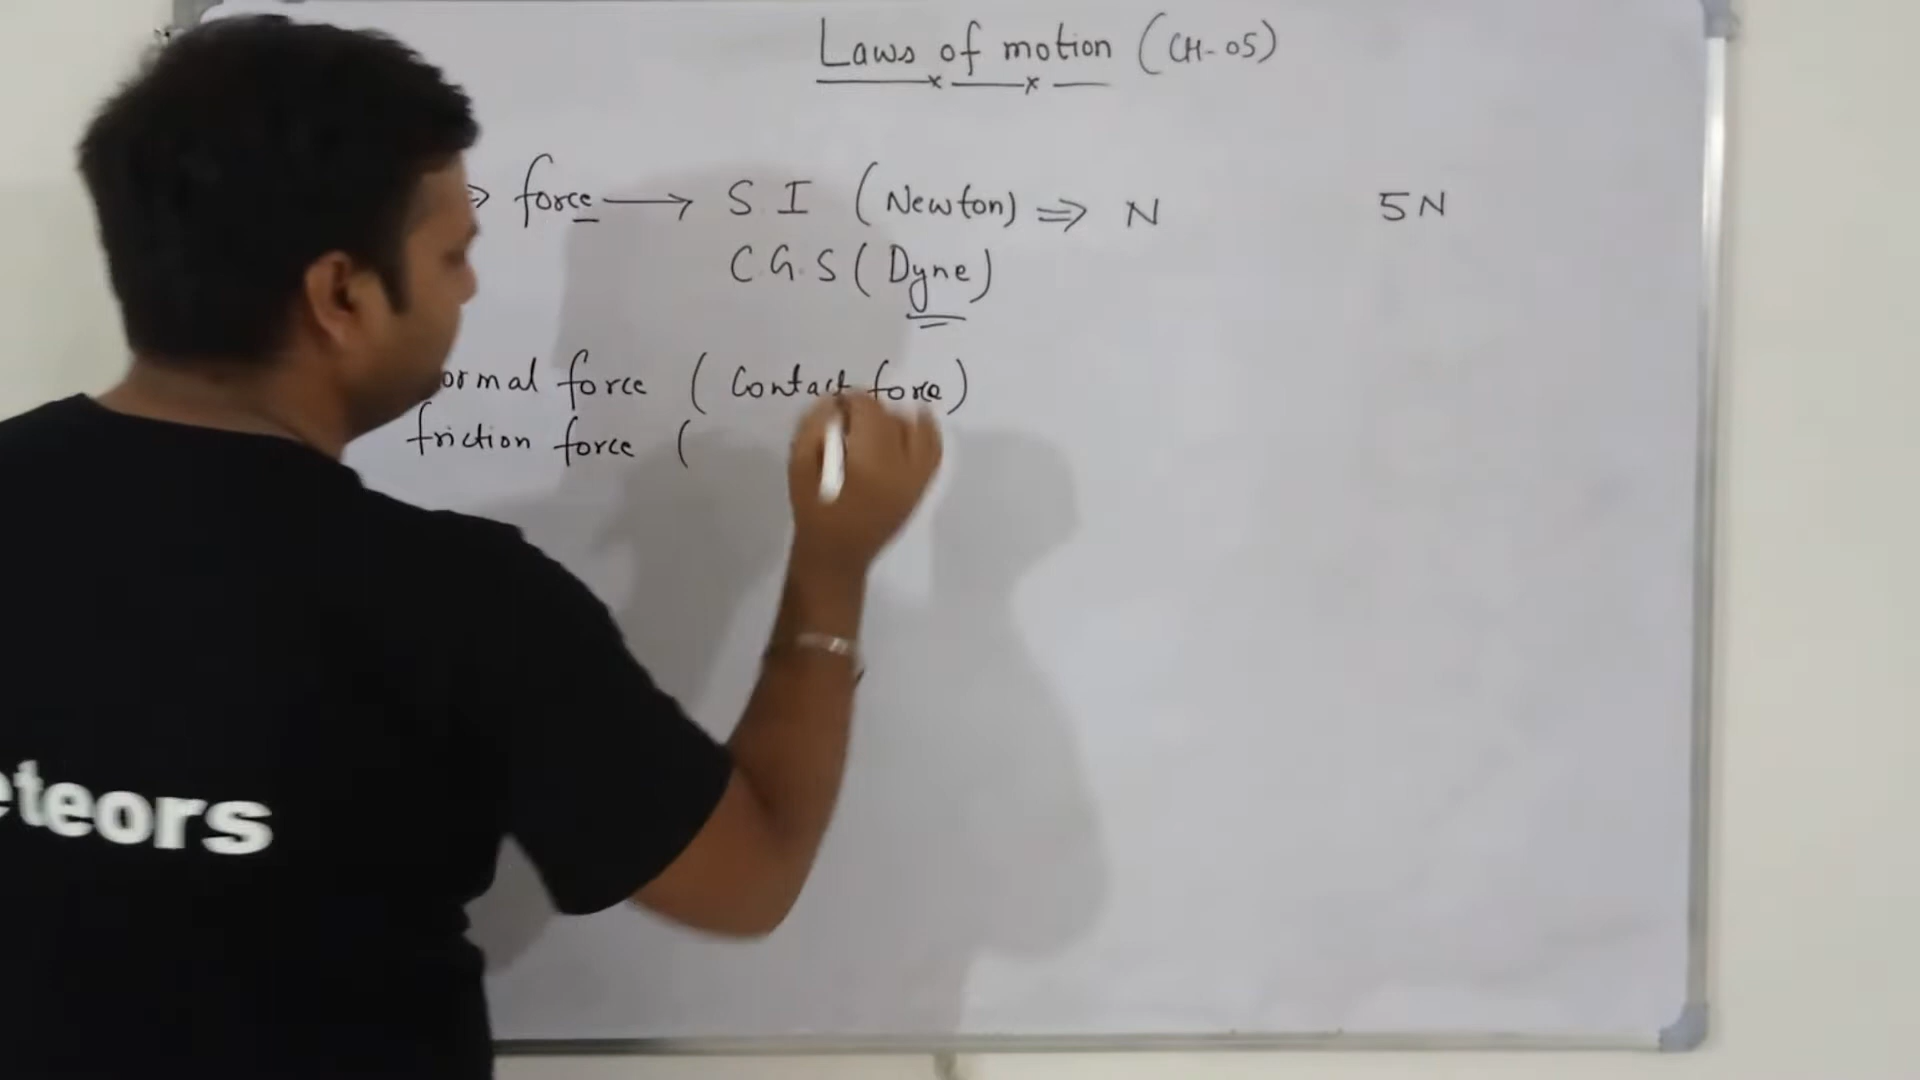 Laws of motion (CH-05)
⇒ force → S.I (Newton) ⇒ N 5N
C.G.S (Dyne)
ormal force (Contact force)
friction force (
eteors